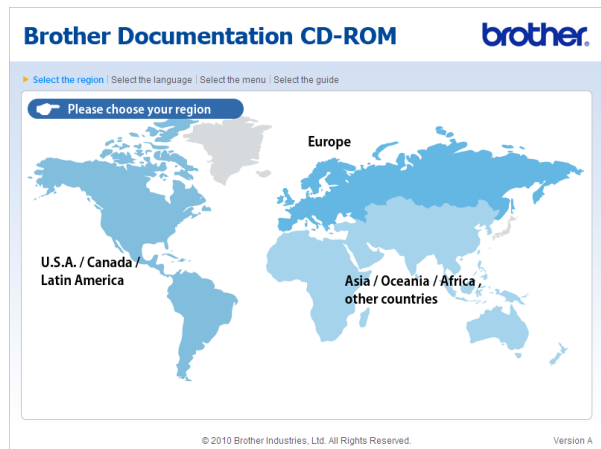 Brother Documentation CD-ROM
brother.
Select the region | Select the language | Select the menu | Select the guide
Please choose your region
Europe
U.S.A. / Canada /
Latin America
Asia / Oceania / Africa ,
other countries
© 2010 Brother Industries, Ltd. All Rights Reserved.
Version A